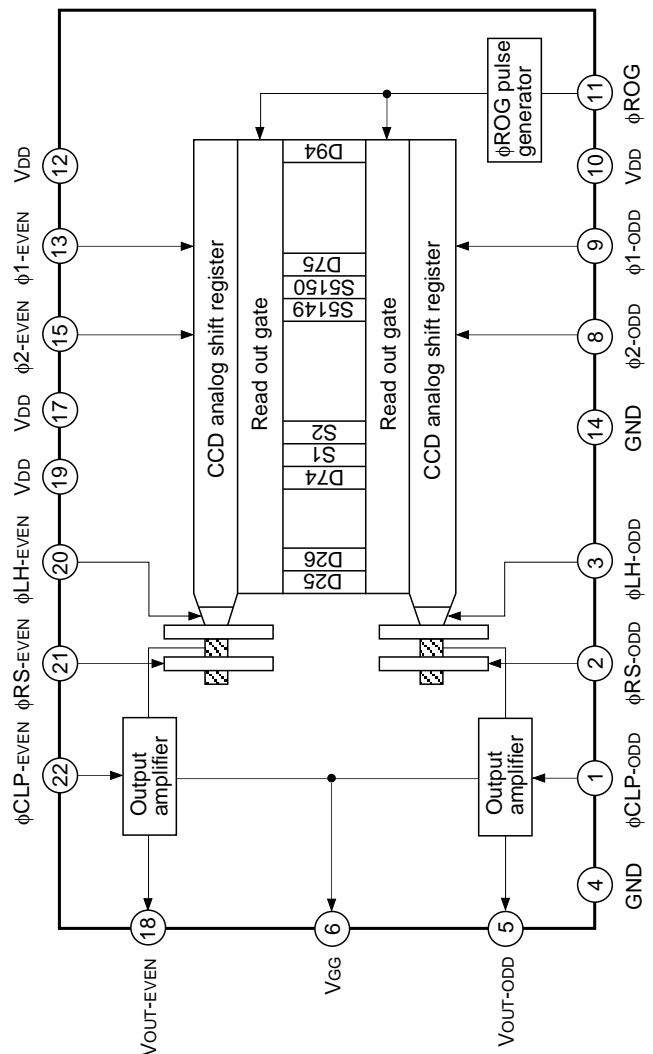 VDD
12
φ1-EVEN
13
φ2-EVEN
15
VDD
17
VDD
19
φLH-EVEN
20
φRS-EVEN
21
φCLP-EVEN
22
VOUT-EVEN
18
VGG
6
VOUT-ODD
5
Output
amplifier
Output
amplifier
CCD analog shift register
Read out gate
D25
D26
D74
S1
S2
S5149
S5150
D75
D94
Read out gate
CCD analog shift register
φROG pulse
generator
11
φROG
10
VDD
9
φ1-ODD
8
φ2-ODD
14
GND
3
φLH-ODD
2
φRS-ODD
1
φCLP-ODD
4
GND